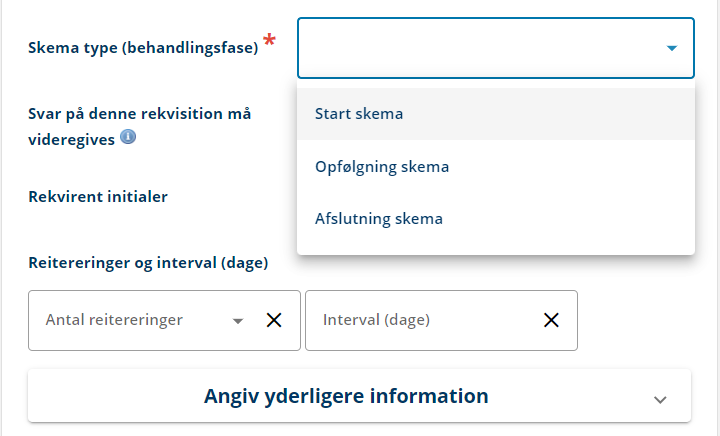 Skema type (behandlingsfase) *
Start skema
Opfølgning skema
Afslutning skema
Svar på denne rekvisition må
videregives i
Rekvirent initialer
Reitereringer og interval (dage)
Antal reitereringer
Interval (dage)
Angiv yderligere information